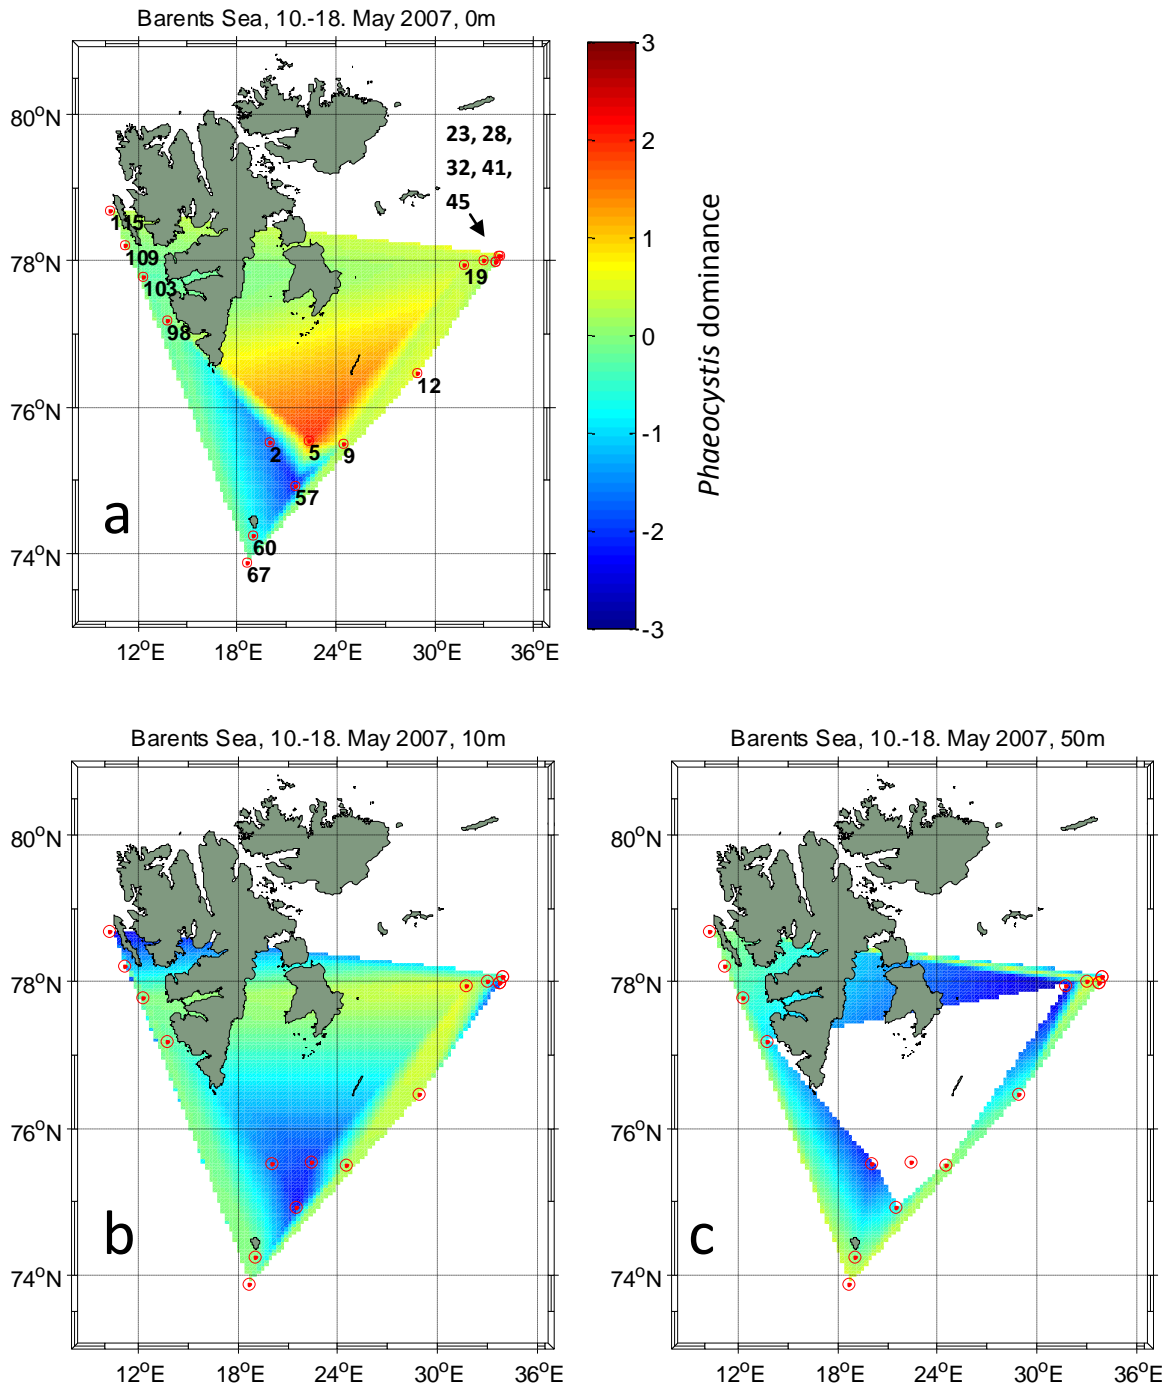 Barents Sea, 10.-18. May 2007, 0m
80°N
78°N
76°N
74°N
12°E 18°E 24°E 30°E 36°E
23, 28,
32, 41,
45
115
109
103
98
19
12
2
5
9
57
60
67
a
3
2
1
0
-1
-2
-3
Phaeocystis dominance
Barents Sea, 10.-18. May 2007, 10m
80°N
78°N
76°N
74°N
12°E 18°E 24°E 30°E 36°E
b
Barents Sea, 10.-18. May 2007, 50m
80°N
78°N
76°N
74°N
12°E 18°E 24°E 30°E 36°E
c